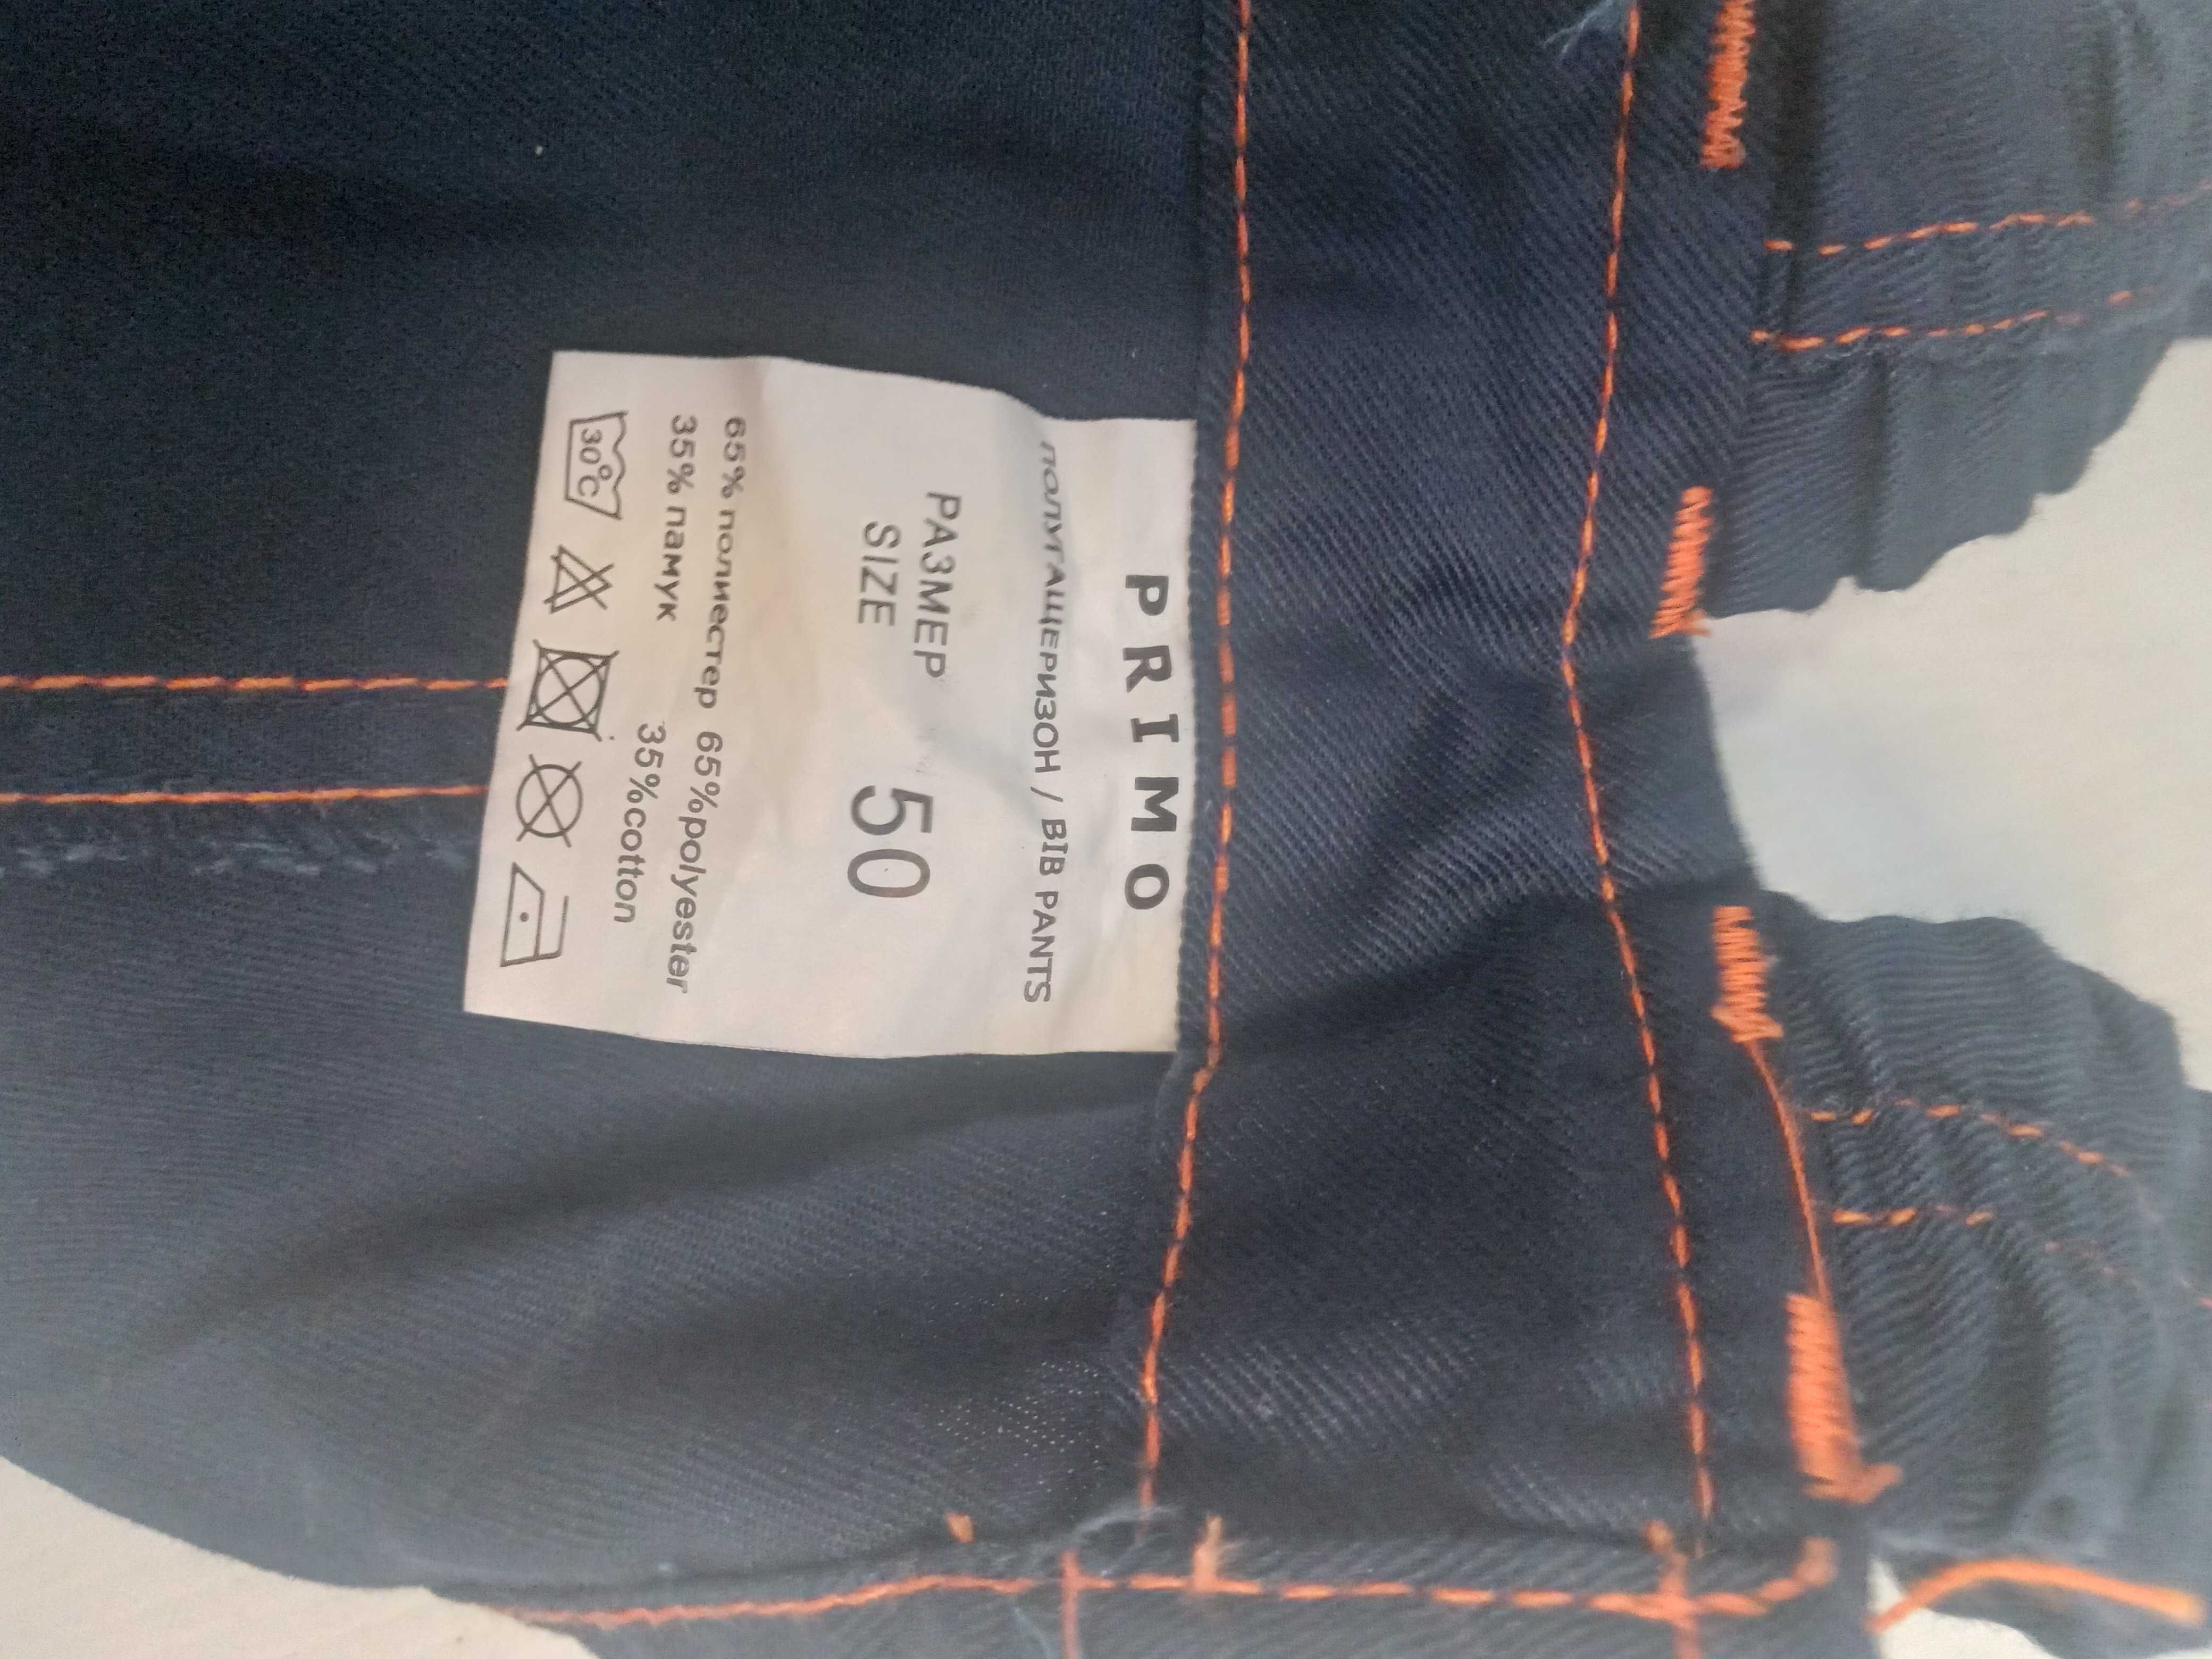 PRIMO
ПОЛУГАЩЕРИЗОН / BIB PANTS
РАЗМЕР
SIZE
50
65% полиестер 65%polyester
35% памук 35%cotton
30°C